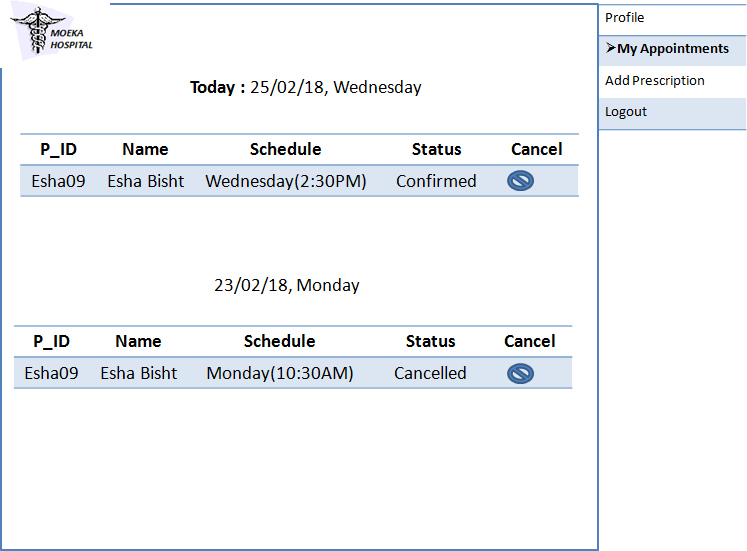 MOEKA
HOSPITAL
Today : 25/02/18, Wednesday
P_ID Name Schedule Status Cancel
Esha09 Esha Bisht Wednesday(2:30PM) Confirmed
23/02/18, Monday
P_ID Name Schedule Status Cancel
Esha09 Esha Bisht Monday(10:30AM) Cancelled
Profile
➢My Appointments
Add Prescription
Logout